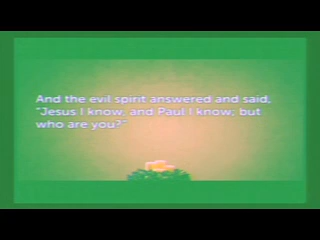 And the evil spirit answered and said,
"Jesus I know, and Paul I know; but
who are you?"